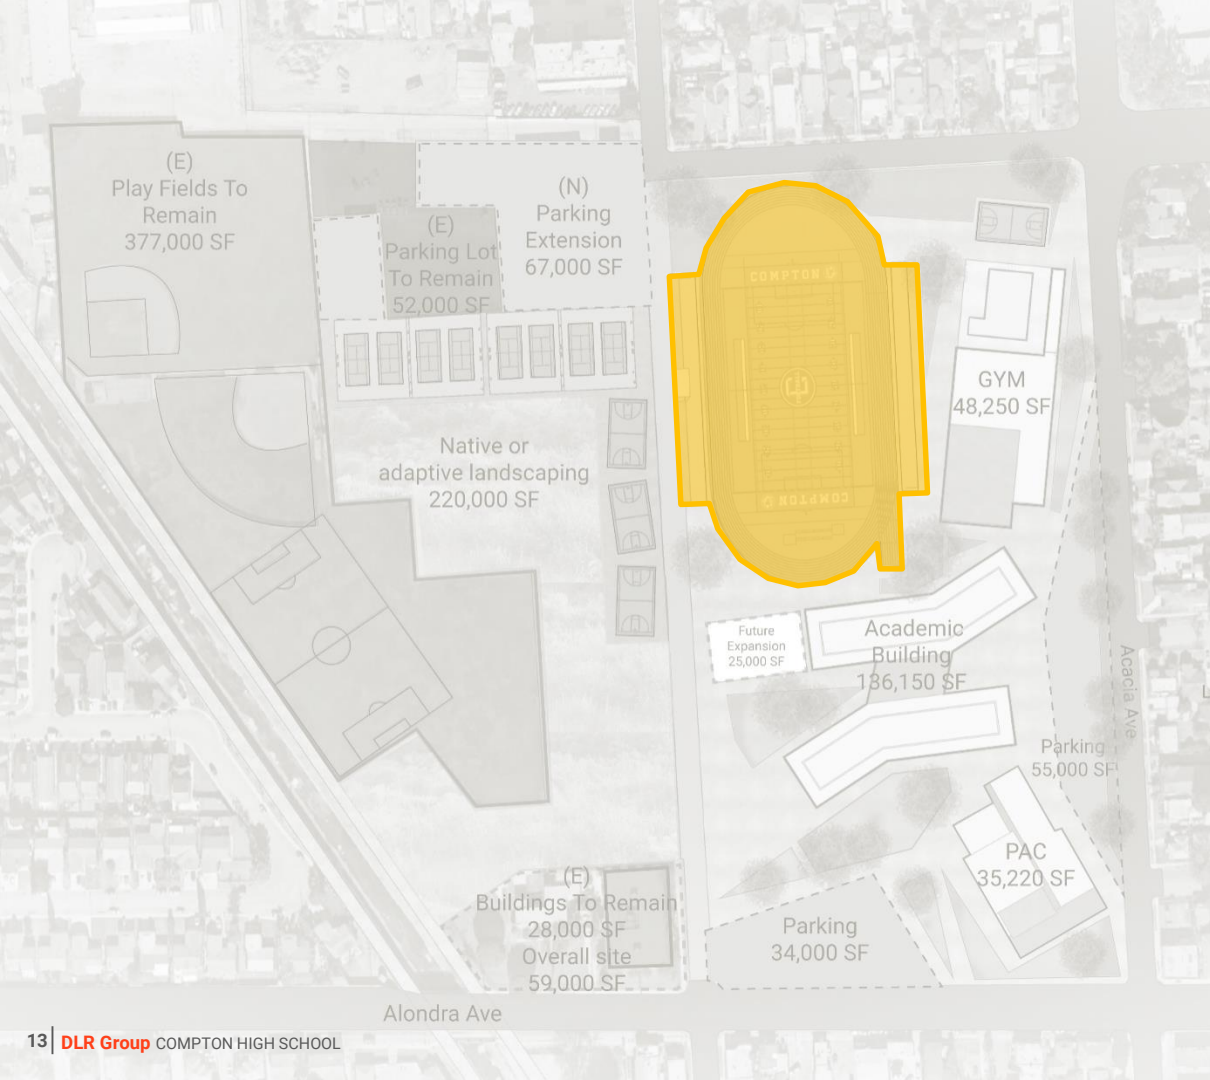 (E)
Play Fields To
Remain
377,000 SF
(E)
Parking Lot
To Remain
52,000 SF
(N)
Parking
Extension
67,000 SF
COMPTON
COMPTON
GYM
48,250 SF
Native or
adaptive landscaping
220,000 SF
Future
Expansion
25,000 SF
Academic
Building
136,150 SF
Acacia Ave
Parking
55,000 SF
PAC
35,220 SF
(E)
Buildings To Remain
28,000 SF
Overall site
59,000 SF
Parking
34,000 SF
Alondra Ave
13 DLR Group COMPTON HIGH SCHOOL